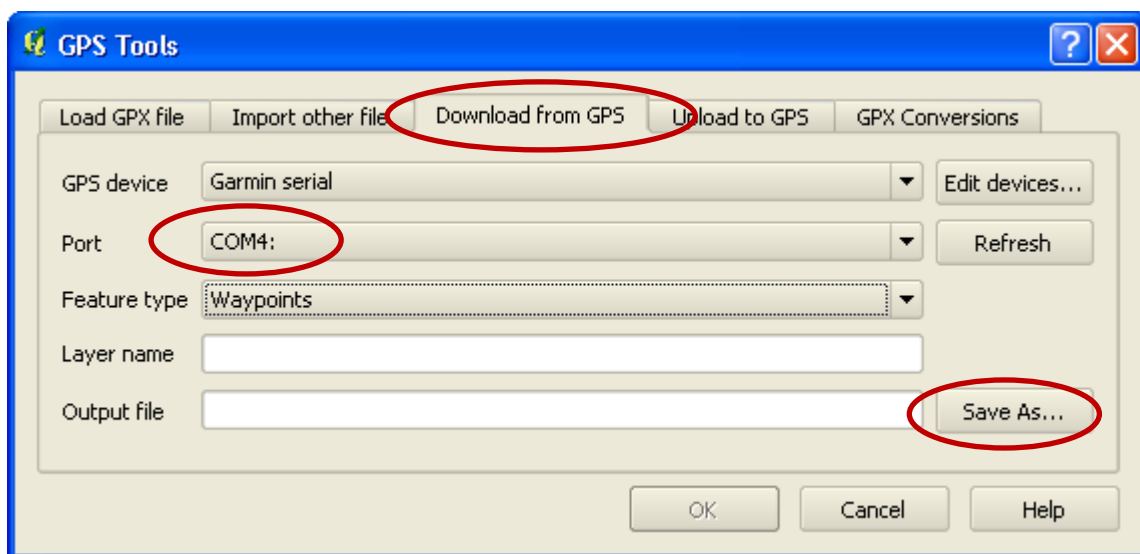 GPS Tools
Load GPX file Import other file Download from GPS Upload to GPS GPX Conversions
GPS device Garmin serial Edit devices...
Port COM4: Refresh
Feature type Waypoints
Layer name
Output file Save As...
OK Cancel Help